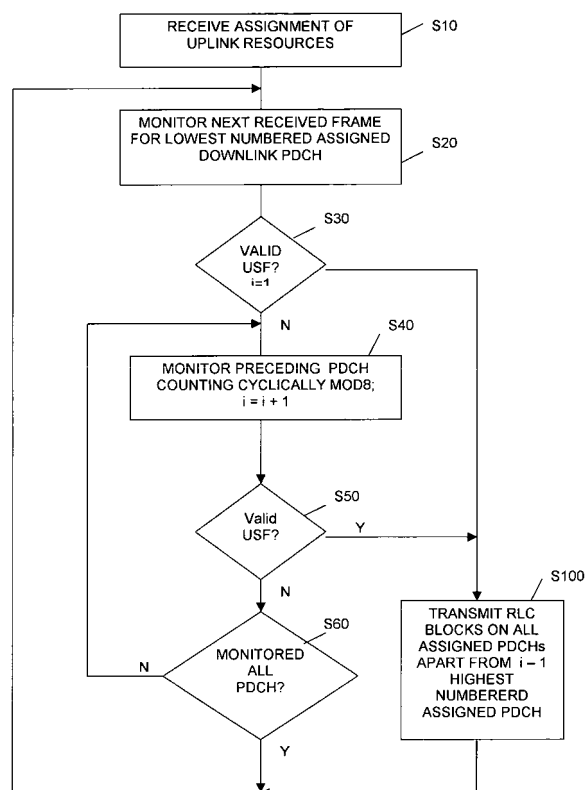 RECEIVE ASSIGNMENT OF
UPLINK RESOURCES
S10
MONITOR NEXT RECEIVED FRAME
FOR LOWEST NUMBERED ASSIGNED
DOWNLINK PDCH
S20
S30
VALID
USF?
i=1
N
S40
MONITOR PRECEDING PDCH
COUNTING CYCLICALLY MOD8;
i = i + 1
S50
Valid
USF?
Y
N
S100
TRANSMIT RLC
BLOCKS ON ALL
ASSIGNED PDCHs
APART FROM i – 1
HIGHEST
NUMBERERD
ASSIGNED PDCH
S60
MONITORED
ALL
PDCH?
N
Y